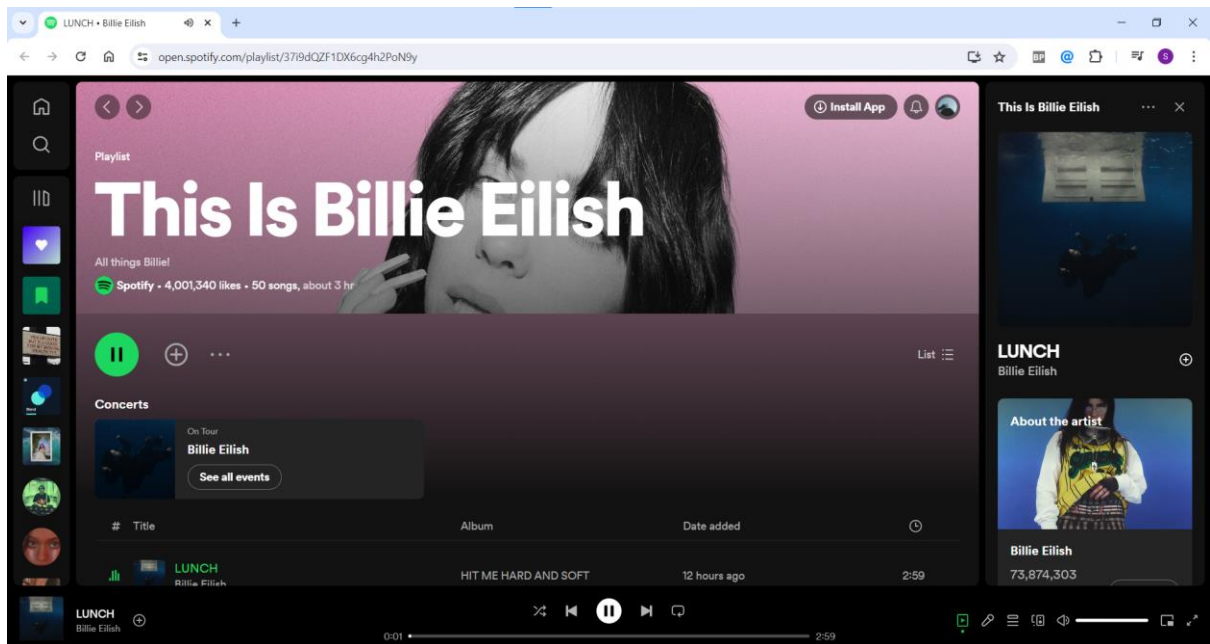 LUNCH • Billie Eilish
open.spotify.com/playlist/37i9dQZF1DX6cg4h2PoN9y
BP
@
S
Install App
Playlist
This Is Billie Eilish
All things Billie!
Spotify • 4,001,340 likes • 50 songs, about 3 hr
List
Concerts
On Tour
Billie Eilish
See all events
# Title Album Date added
LUNCH
Billie Eilish
HIT ME HARD AND SOFT 12 hours ago 2:59
This Is Billie Eilish
LUNCH
Billie Eilish
About the artist
Billie Eilish
73,874,303
LUNCH
Billie Eilish
0:01 2:59